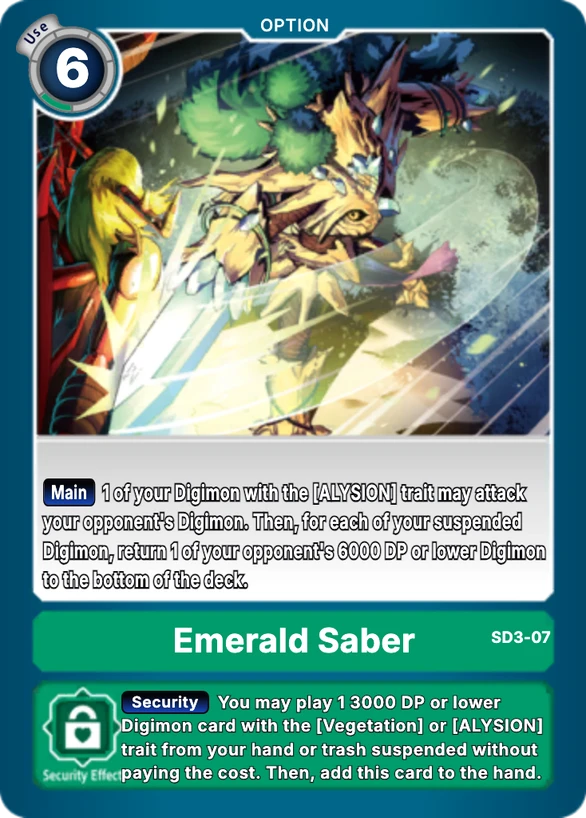 OPTION
Use
6
Main 1 of your Digimon with the [ALYSION] trait may attack
your opponent's Digimon. Then, for each of your suspended
Digimon, return 1 of your opponent's 6000 DP or lower Digimon
to the bottom of the deck.
Emerald Saber
SD3-07
Security You may play 1 3000 DP or lower
Digimon card with the [Vegetation] or [ALYSION]
trait from your hand or trash suspended without
paying the cost. Then, add this card to the hand.
Security Effect